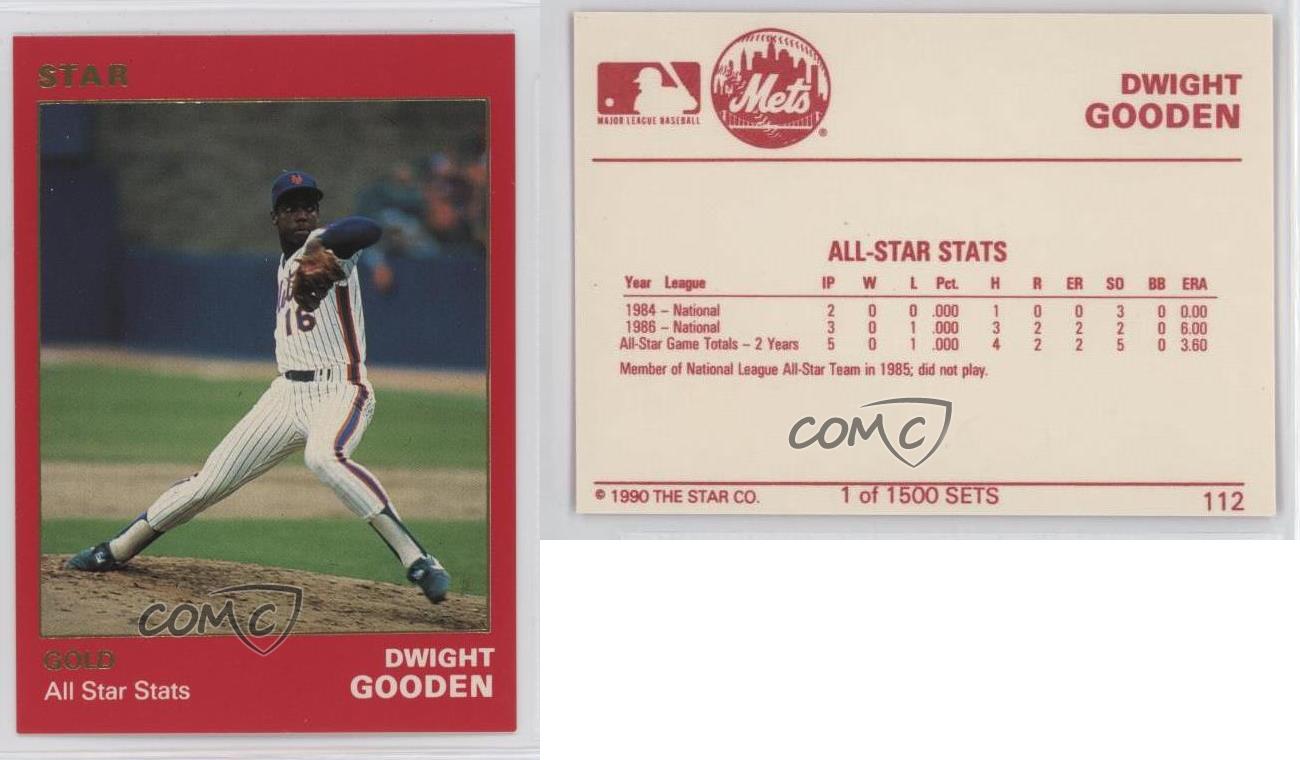 STAR
16
COMC
GOLD
All Star Stats
DWIGHT
GOODEN
MAJOR LEAGUE BASEBALL
Mets
®
DWIGHT
GOODEN
ALL-STAR STATS
Year League IP W L Pct. H R ER SO BB ERA
1984 – National 2 0 0 .000 1 0 0 3 0 0.00
1986 – National 3 0 1 .000 3 2 2 2 0 6.00
All-Star Game Totals – 2 Years 5 0 1 .000 4 2 2 5 0 3.60
Member of National League All-Star Team in 1985; did not play.
COMC
© 1990 THE STAR CO. 1 of 1500 SETS 112